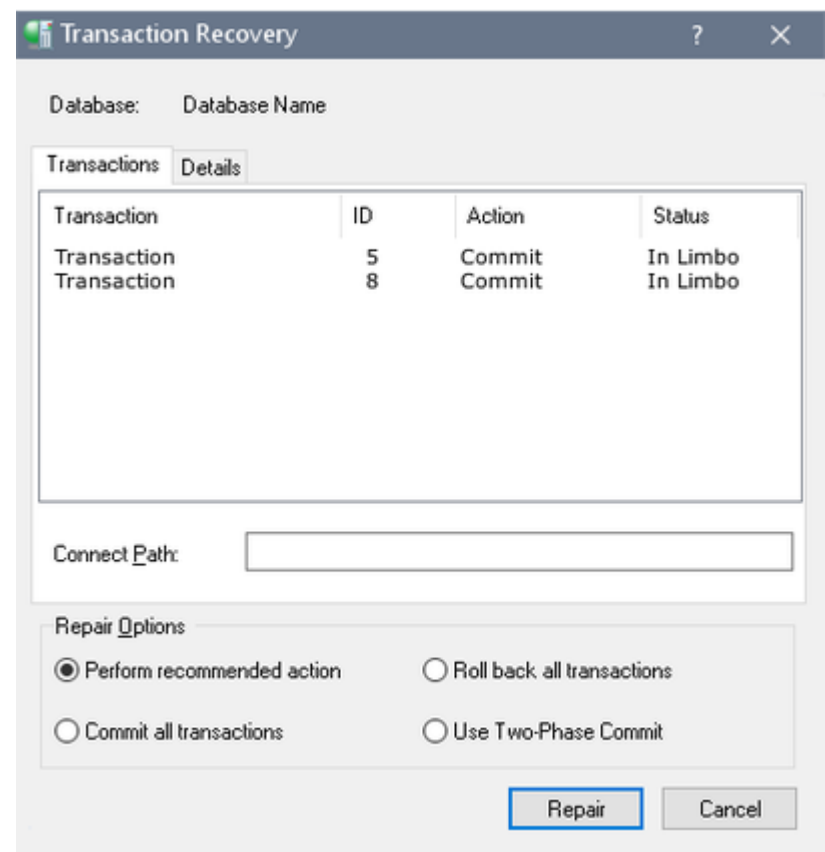 Transaction Recovery ?
Database: Database Name
Transactions Details
Transaction ID Action Status
Transaction 5 Commit In Limbo
Transaction 8 Commit In Limbo
Connect Path:
Repair Options
Perform recommended action Roll back all transactions
Commit all transactions Use Two-Phase Commit
Repair Cancel